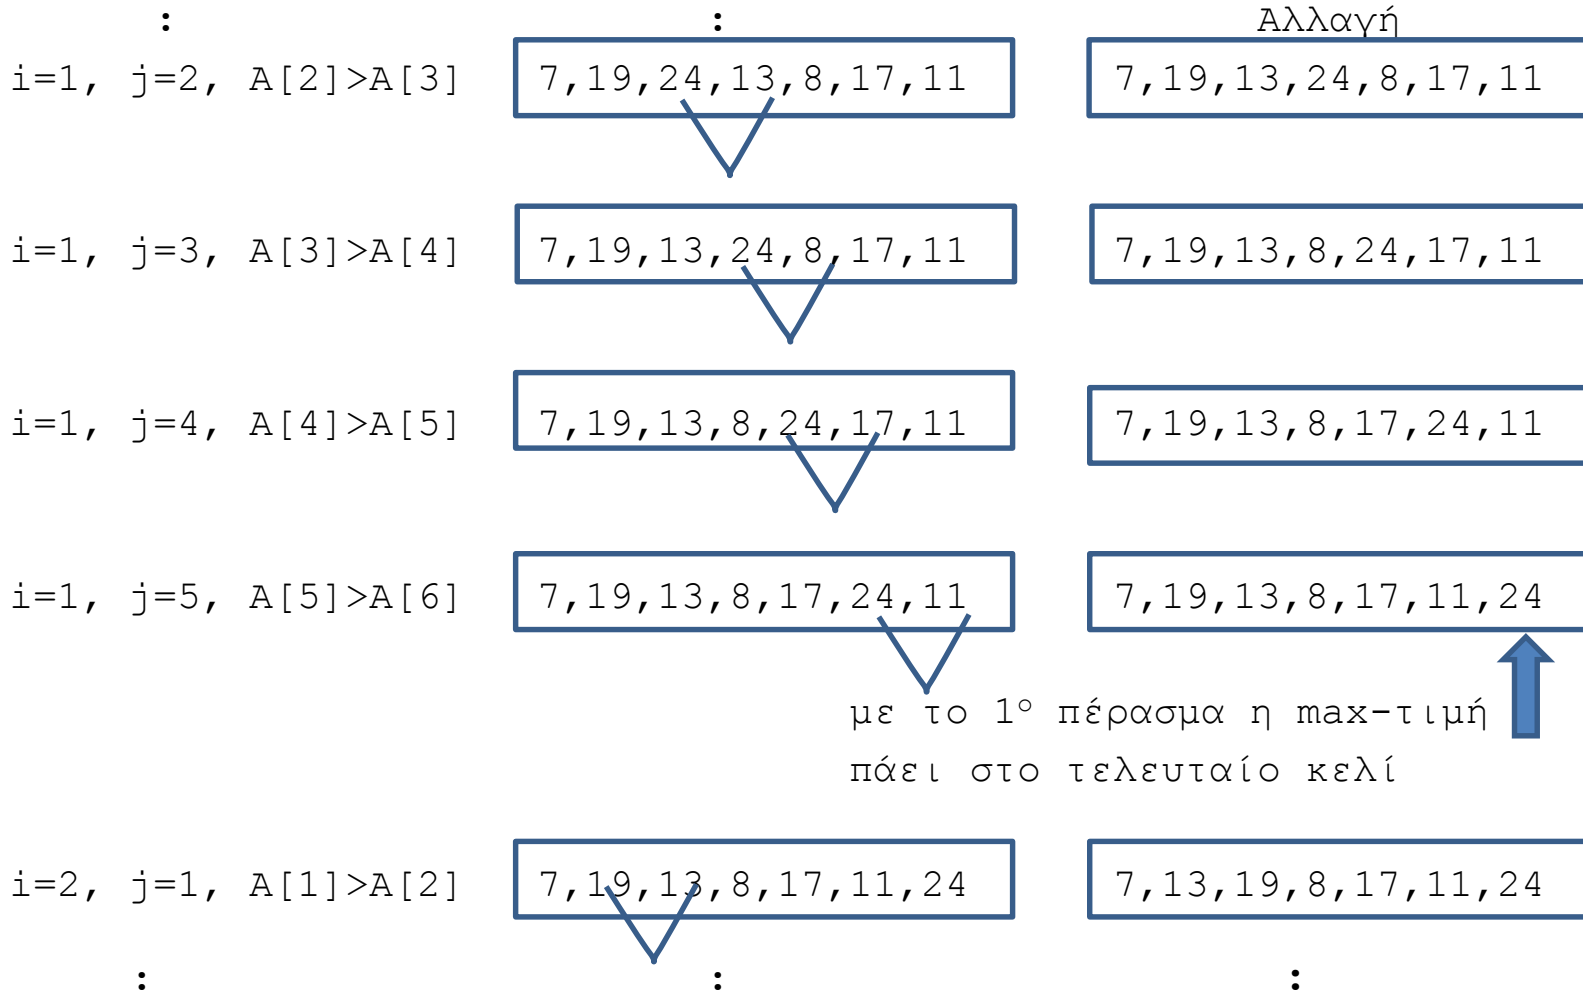 : : Αλλαγή
i=1, j=2, A[2]>A[3] 7,19,24,13,8,17,11 7,19,13,24,8,17,11
i=1, j=3, A[3]>A[4] 7,19,13,24,8,17,11 7,19,13,8,24,17,11
i=1, j=4, A[4]>A[5] 7,19,13,8,24,17,11 7,19,13,8,17,24,11
i=1, j=5, A[5]>A[6] 7,19,13,8,17,24,11 7,19,13,8,17,11,24
με το 1ο πέρασμα η max-τιμή
πάει στο τελευταίο κελί
i=2, j=1, A[1]>A[2] 7,19,13,8,17,11,24 7,13,19,8,17,11,24
: : :